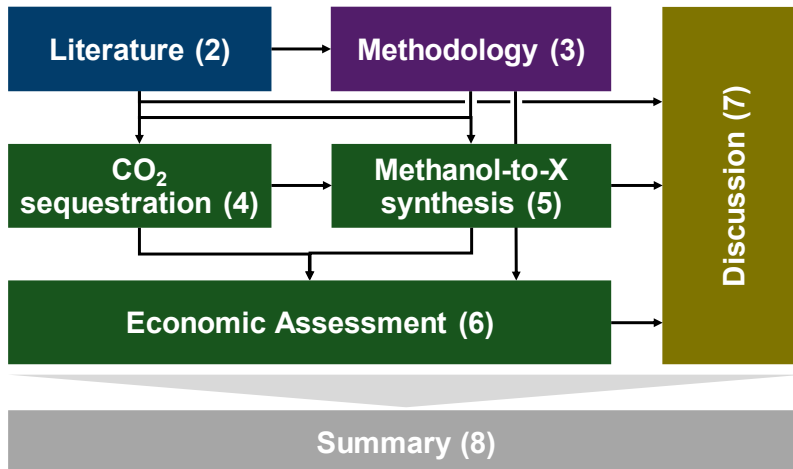 Literature (2)
Methodology (3)
CO₂
sequestration (4)
Methanol-to-X
synthesis (5)
Discussion (7)
Economic Assessment (6)
Summary (8)